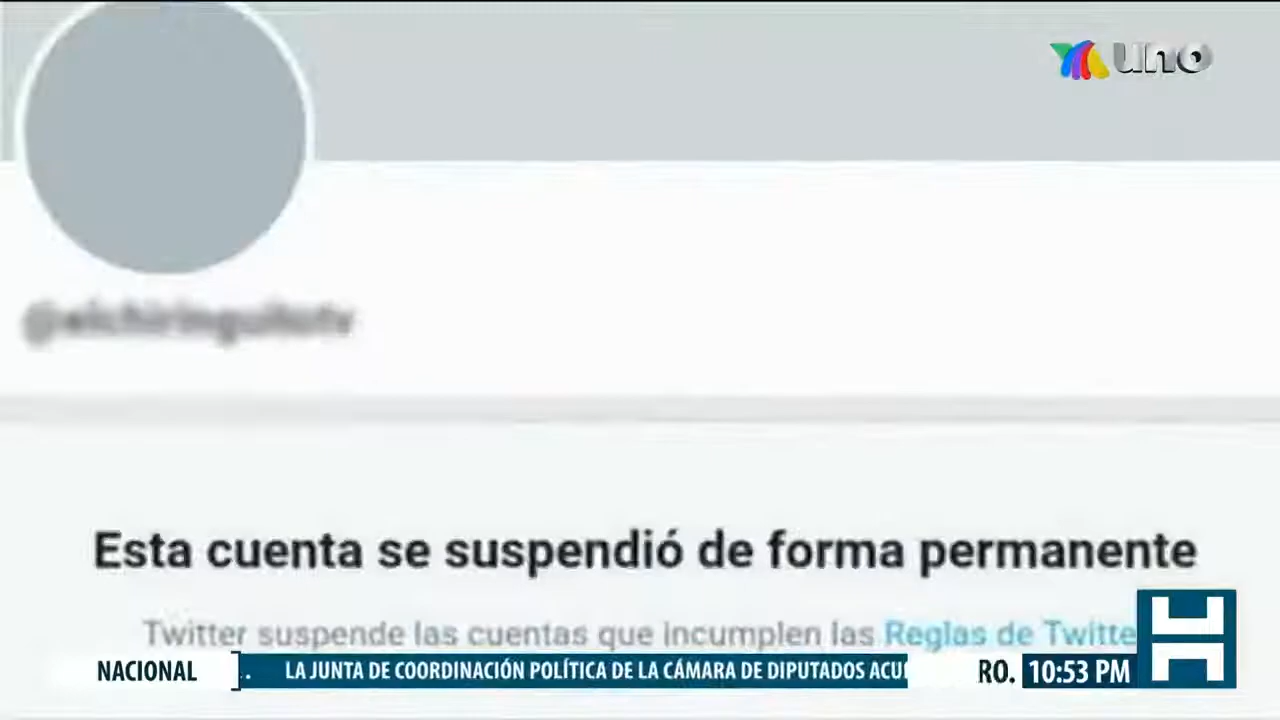 uno
@elchiringuitotv
Esta cuenta se suspendió de forma permanente
Twitter suspende las cuentas que incumplen las Reglas de Twitte
NACIONAL
. LA JUNTA DE COORDINACIÓN POLÍTICA DE LA CÁMARA DE DIPUTADOS ACU
RO. 10:53 PM
H